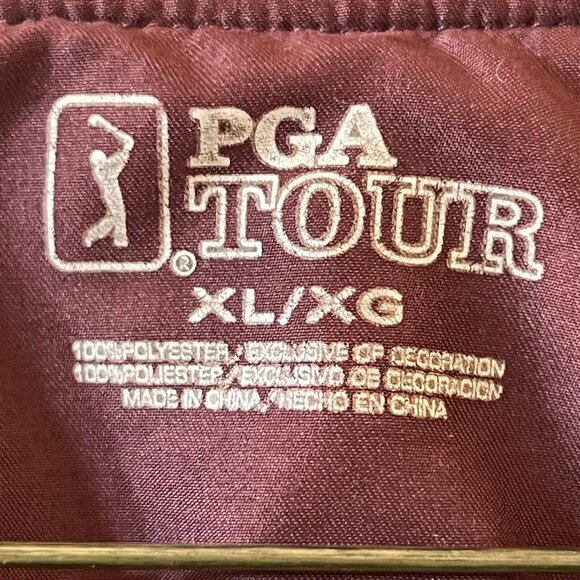 PGA
TOUR
®
XL/XG
100%POLYESTER/EXCLUSIVE OF DECORATION
100%POLIESTER/EXCLUSIVO DE DECORACION
MADE IN CHINA/HECHO EN CHINA